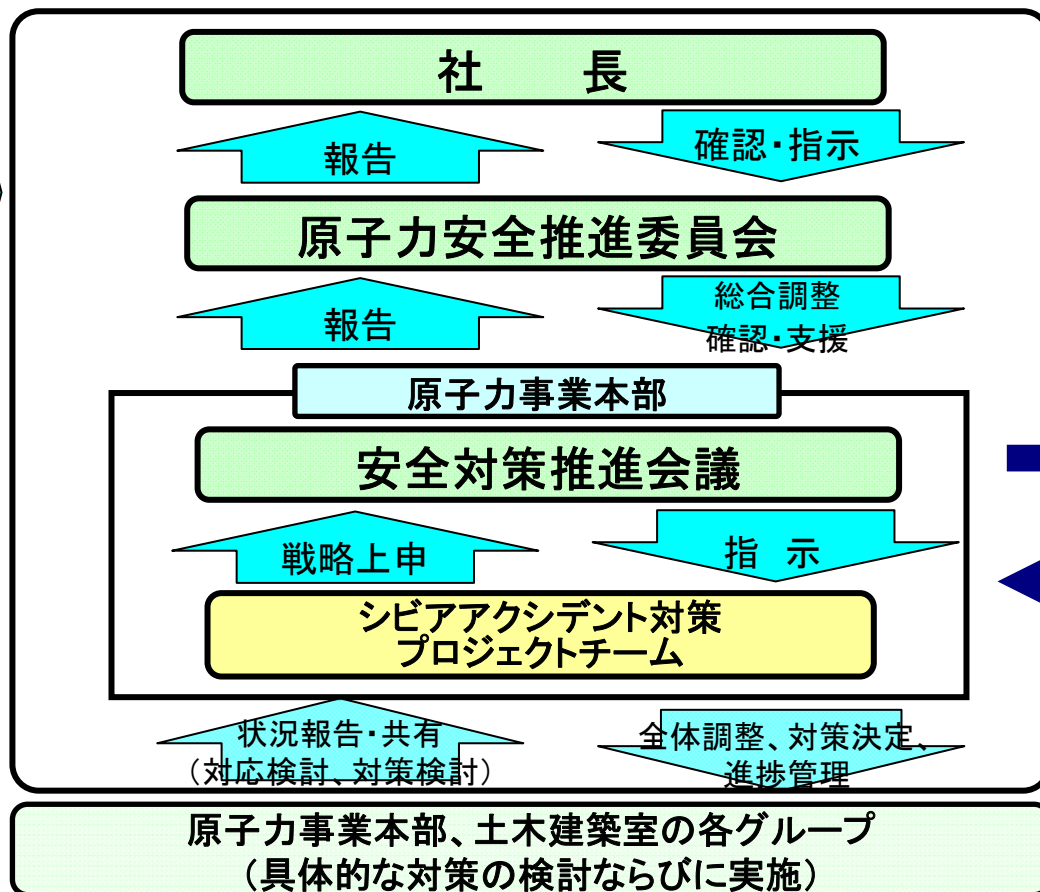 社　　長
報告
確認・指示
原子力安全推進委員会
報告
総合調整
確認・支援
原子力事業本部
安全対策推進会議
戦略上申
指　示
シビアアクシデント対策
プロジェクトチーム
状況報告・共有
（対応検討、対策検討）
全体調整、対策決定、
進捗管理
原子力事業本部、土木建築室の各グループ
（具体的な対策の検討ならびに実施）